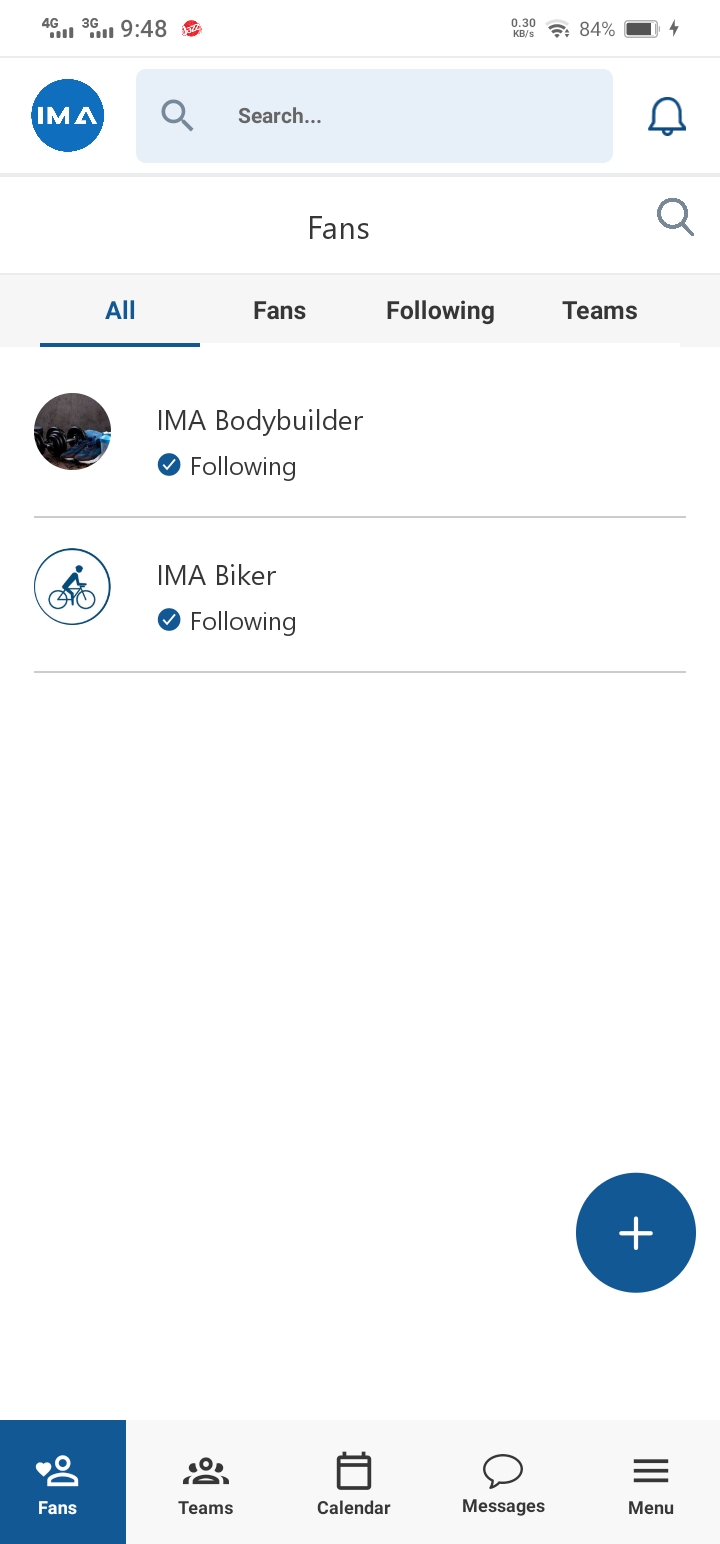 4G 3G 9:48 Jazz 0.30 KB/s 84%
IMA Search...
Fans
All Fans Following Teams
IMA Bodybuilder
Following
IMA Biker
Following
+
Fans Teams Calendar Messages Menu